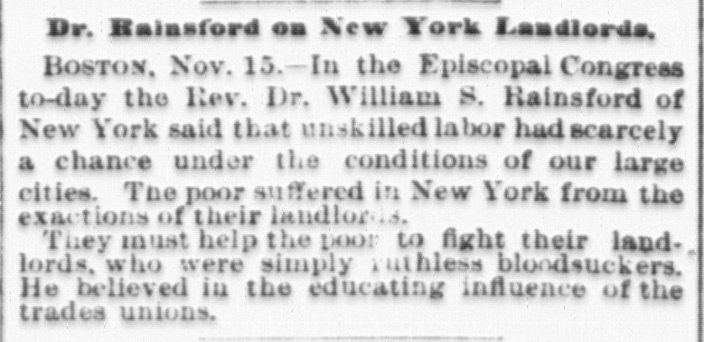 Dr. Rainsford on New York Landlords.
BOSTON, Nov. 15.—In the Episcopal Congress
to-day the Rev. Dr. William S. Rainsford of
New York said that unskilled labor had scarcely
a chance under the conditions of our large
cities. The poor suffered in New York from the
exactions of their landlords.
They must help the poor to fight their land-
lords, who were simply ruthless bloodsuckers.
He believed in the educating influence of the
trades unions.